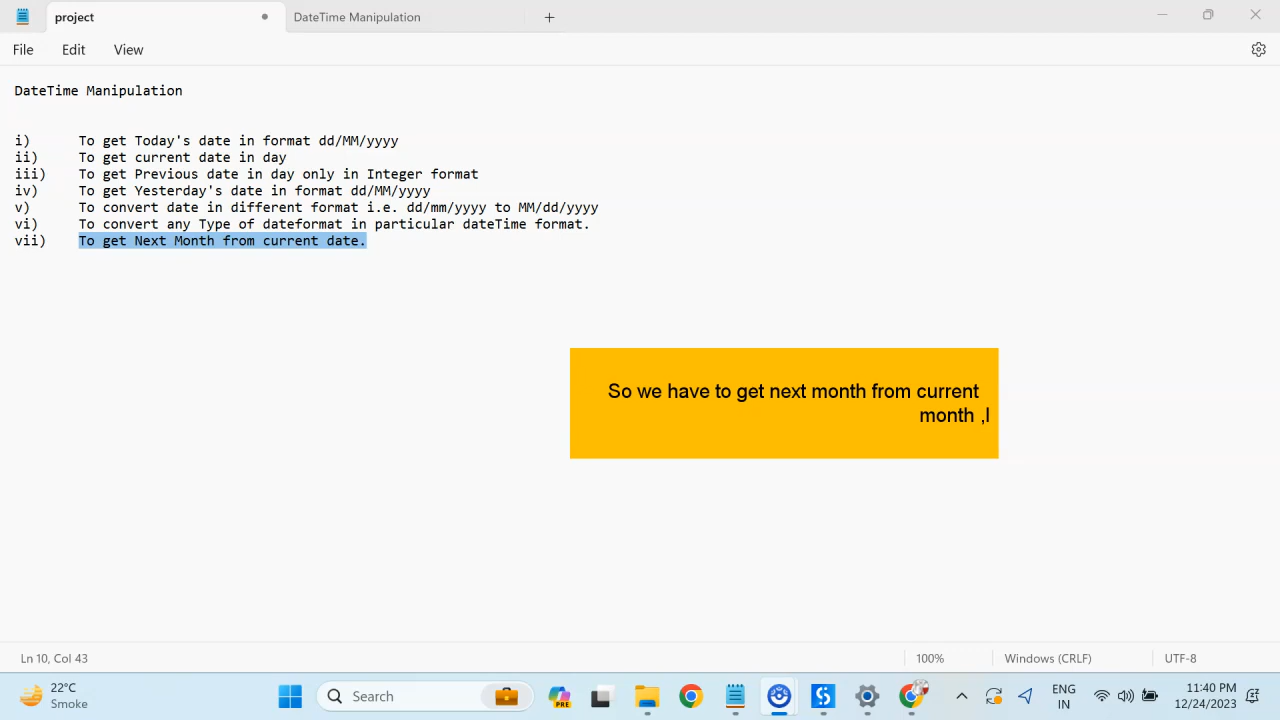 project
DateTime Manipulation
File Edit View
DateTime Manipulation
i) To get Today's date in format dd/MM/yyyy
ii) To get current date in day
iii) To get Previous date in day only in Integer format
iv) To get Yesterday's date in format dd/MM/yyyy
v) To convert date in different format i.e. dd/mm/yyyy to MM/dd/yyyy
vi) To convert any Type of dateformat in particular dateTime format.
vii) To get Next Month from current date.
So we have to get next month from current
month ,I
Ln 10, Col 43
100%
Windows (CRLF)
UTF-8
22°C
Smoke
Search
PRE
ENG
IN
11:40 PM
12/24/2023